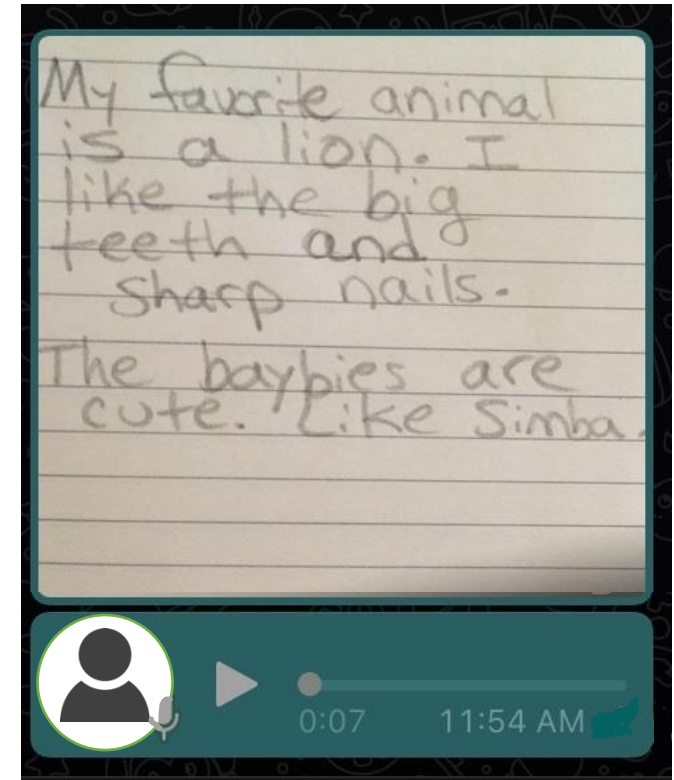 My favorite animal
is a lion. I
like the big
teeth and
sharp nails.
The baybies are
cute. Like Simba.
0:07
11:54 AM